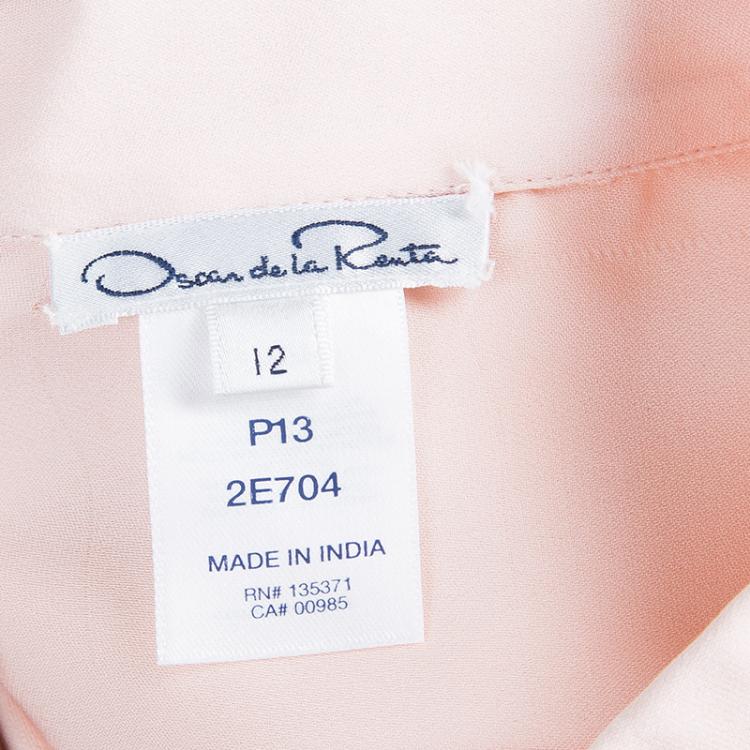 Oscar de la Renta
12
P13
2E704
MADE IN INDIA
RN# 135371
CA# 00985